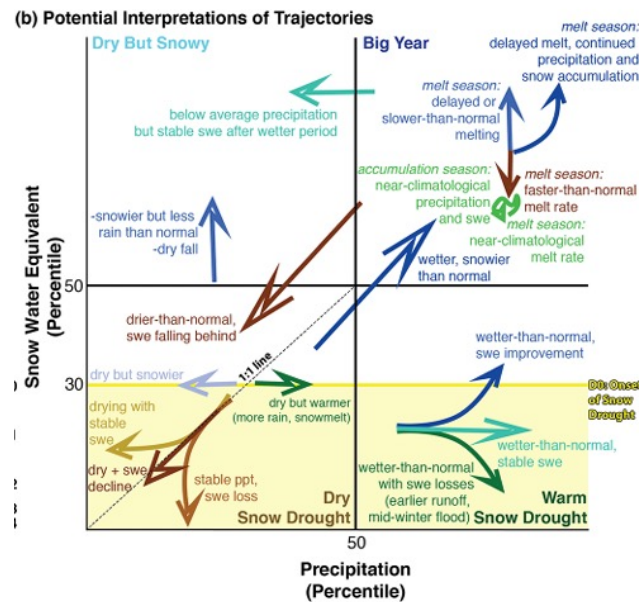 (b) Potential Interpretations of Trajectories
Dry But Snowy
Big Year
melt season:
delayed melt, continued
precipitation and
snow accumulation
melt season:
delayed or
slower-than-normal
melting
below average precipitation
but stable swe after wetter period
accumulation season:
near-climatological
precipitation
and swe
melt season:
faster-than-normal
melt rate
melt season:
near-climatological
melt rate
-snowier but less
rain than normal
-dry fall
wetter, snowier
than normal
Snow Water Equivalent
(Percentile)
50
drier-than-normal,
swe falling behind
1:1 line
wetter-than-normal,
swe improvement
30
dry but snowier
D0: Onset
of Snow
Drought
dry but warmer
(more rain, snowmelt)
drying with
stable
swe
wetter-than-normal,
stable swe
dry + swe
decline
stable ppt,
swe loss
wetter-than-normal
with swe losses
(earlier runoff,
mid-winter flood)
Dry
Snow Drought
Warm
Snow Drought
50
Precipitation
(Percentile)